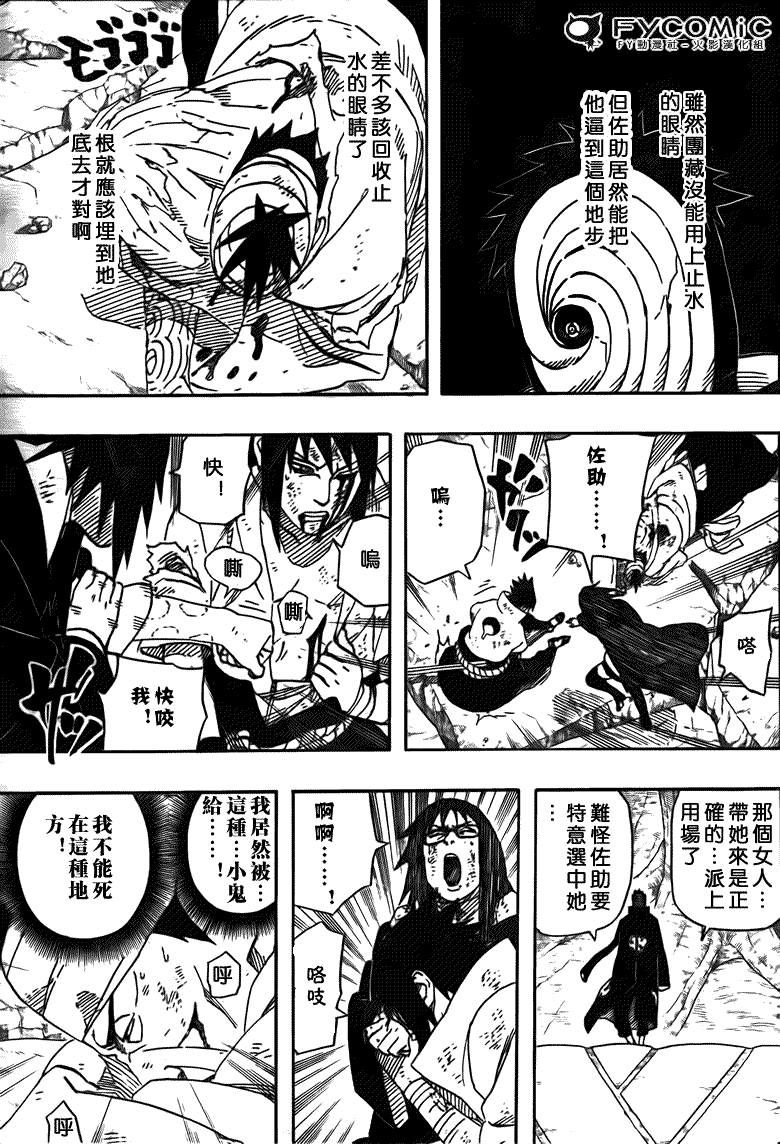 FYCOMiC
FY動漫社-火影漢化組
雖然團藏沒能用上止水
的眼睛
但佐助居然能把
他逼到這個地步
差不多該回收止
水的眼睛了
根就應該埋到地
底去才對啊
モゴゴゴ
佐助……！
嗚…
嗒
快！
嗚
嘶
嘶
快咬
我！
那個女人…
帶她來是正
確的…派上
用場了
難怪佐助要
特意選中她
…
啊啊……！
咯吱
我居然被…
這種…小鬼
給……！
我不能死
在這種地
方！
呼
呼